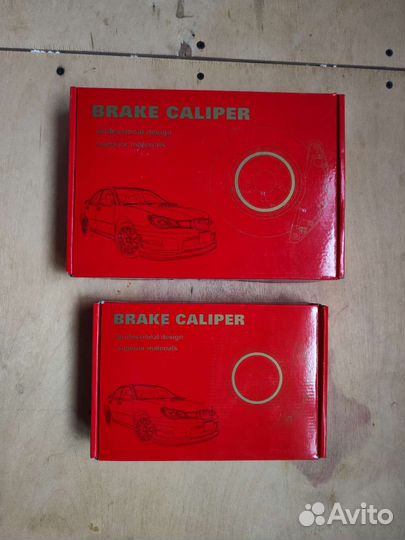 BRAKE CALIPER
professional design
superior materials
BRAKE CALIPER
professional design
superior materials
Avito